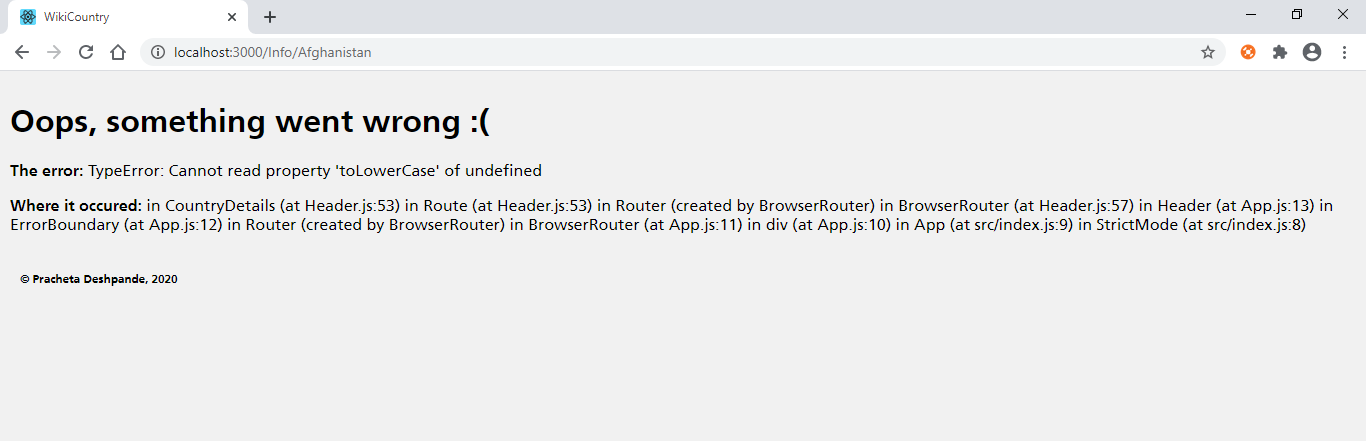 WikiCountry
localhost:3000/Info/Afghanistan
Oops, something went wrong :(
The error: TypeError: Cannot read property 'toLowerCase' of undefined
Where it occured: in CountryDetails (at Header.js:53) in Route (at Header.js:53) in Router (created by BrowserRouter) in BrowserRouter (at Header.js:57) in Header (at App.js:13) in
ErrorBoundary (at App.js:12) in Router (created by BrowserRouter) in BrowserRouter (at App.js:11) in div (at App.js:10) in App (at src/index.js:9) in StrictMode (at src/index.js:8)
© Pracheta Deshpande, 2020